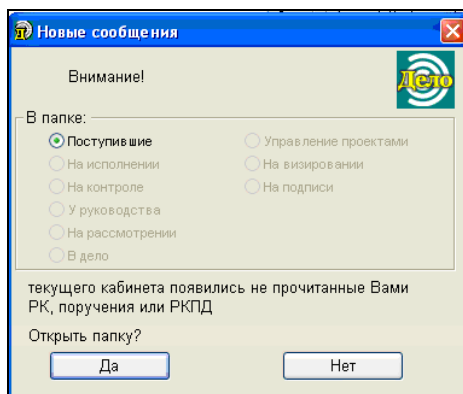 Новые сообщения
Внимание!
Дело
В папке:
Поступившие
Управление проектами
На исполнении
На визировании
На контроле
На подписи
У руководства
На рассмотрении
В дело
текущего кабинета появились не прочитанные Вами
РК, поручения или РКПД
Открыть папку?
Да
Нет